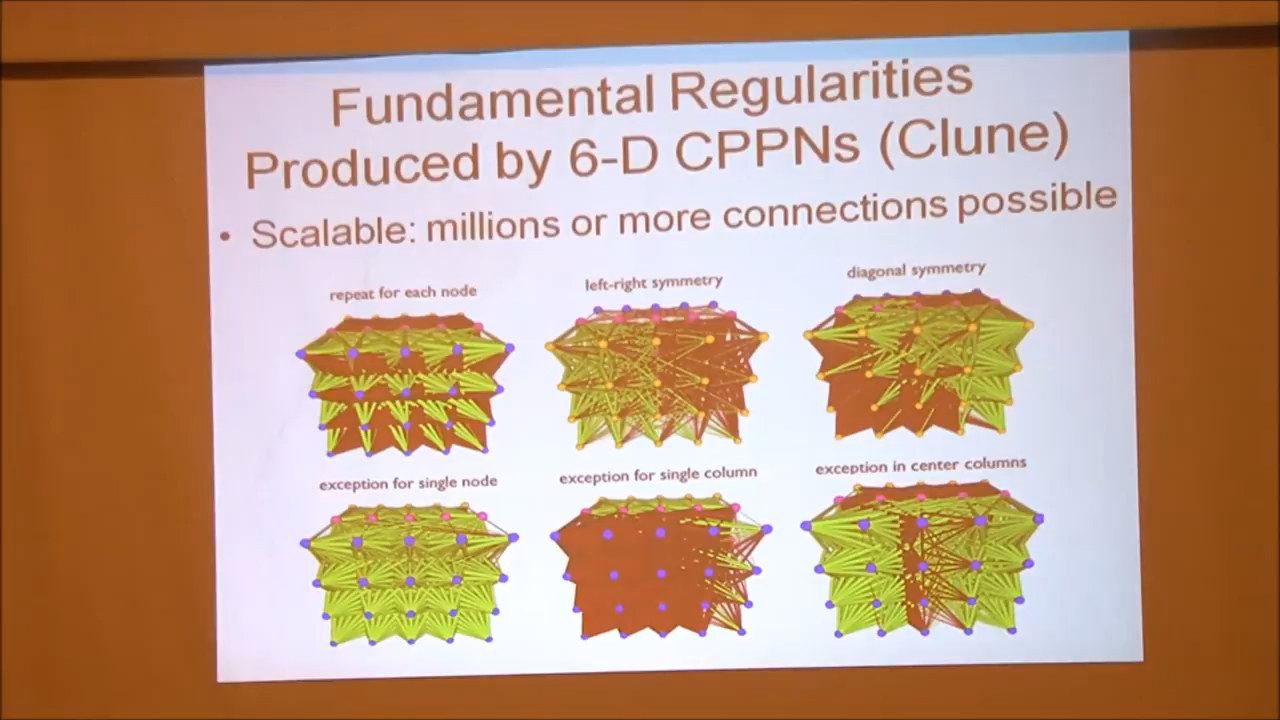 Fundamental Regularities
Produced by 6-D CPPNs (Clune)
• Scalable: millions or more connections possible
repeat for each node
left-right symmetry
diagonal symmetry
exception for single node
exception for single column
exception in center columns